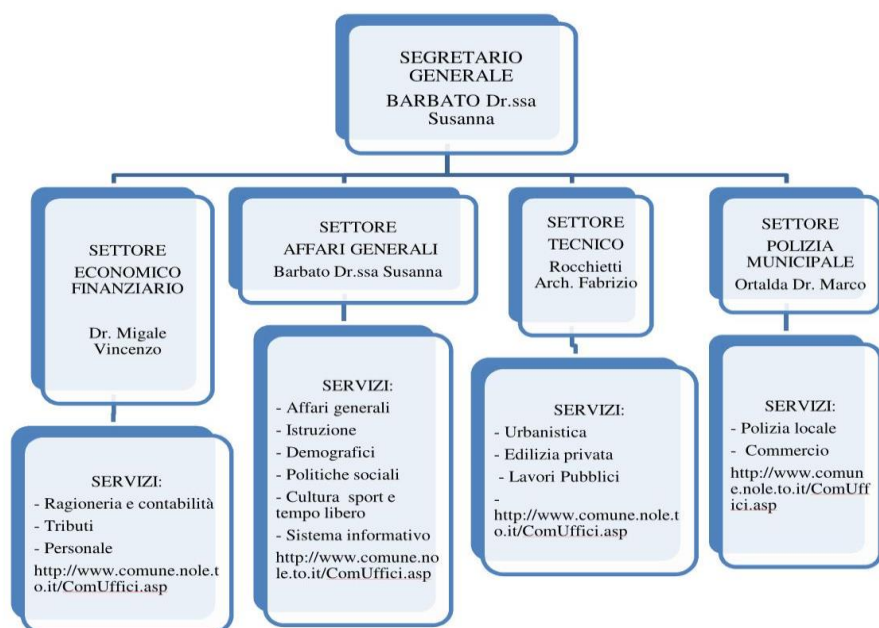 SEGRETARIO
GENERALE
BARBATO Dr.ssa
Susanna
SETTORE
ECONOMICO
FINANZIARIO
Dr. Migale
Vincenzo
SETTORE
AFFARI GENERALI
Barbato Dr.ssa Susanna
SETTORE
TECNICO
Rocchietti
Arch. Fabrizio
SETTORE
POLIZIA
MUNICIPALE
Ortalda Dr. Marco
SERVIZI:
- Ragioneria e contabilità
- Tributi
- Personale
http://www.comune.nole.t
o.it/ComUffici.asp
SERVIZI:
- Affari generali
- Istruzione
- Demografici
- Politiche sociali
- Cultura sport e
tempo libero
- Sistema informativo
http://www.comune.no
le.to.it/ComUffici.asp
SERVIZI:
- Urbanistica
- Edilizia privata
- Lavori Pubblici
-
http://www.comune.nole.t
o.it/ComUffici.asp
SERVIZI:
- Polizia locale
- Commercio
http://www.comun
e.nole.to.it/ComUff
ici.asp